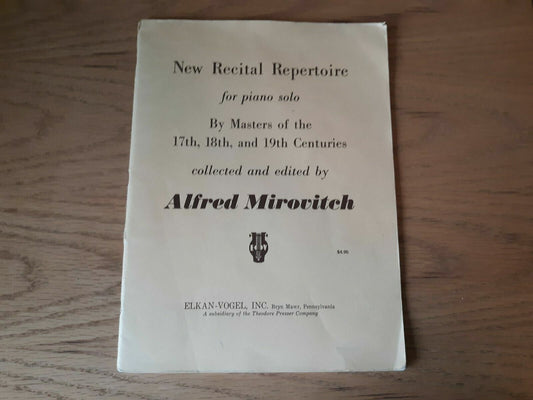 New Recital Repertoire
for piano solo
By Masters of the
17th, 18th, and 19th Centuries
collected and edited by
Alfred Mirovitch
$4.95
ELKAN-VOGEL, INC. Bryn Mawr, Pennsylvania
A subsidiary of the Theodore Presser Company